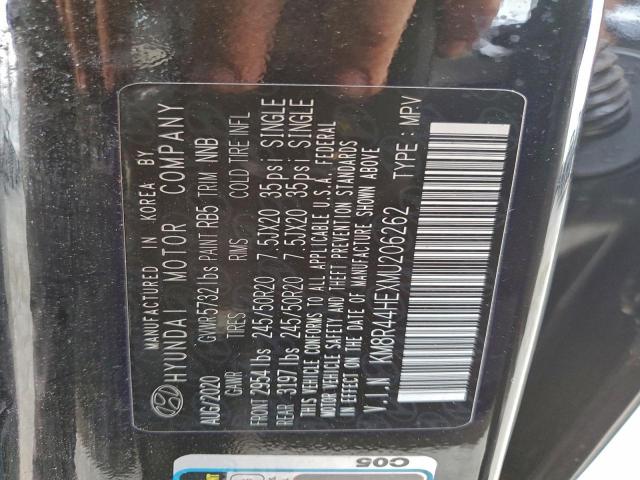 MANUFACTURED IN KOREA BY
HYUNDAI MOTOR COMPANY
AUG/2020 GVWR 5732 lbs PAINT RB5 TRIM NNB
GAWR TIRES RWS COLD TIRE INFL
FRONT 2954 lbs 245/50R20 7.5JX20 35psi SINGLE
REAR 3197 lbs 245/50R20 7.5JX20 35psi SINGLE
THIS VEHICLE CONFORMS TO ALL APPLICABLE U.S.A. FEDERAL
MOTOR VEHICLE SAFETY AND THEFT PREVENTION STANDARDS
IN EFFECT ON THE DATE OF MANUFACTURE SHOWN ABOVE
V.I.N KM8R44HEXMU206262 TYPE : MPV
C05